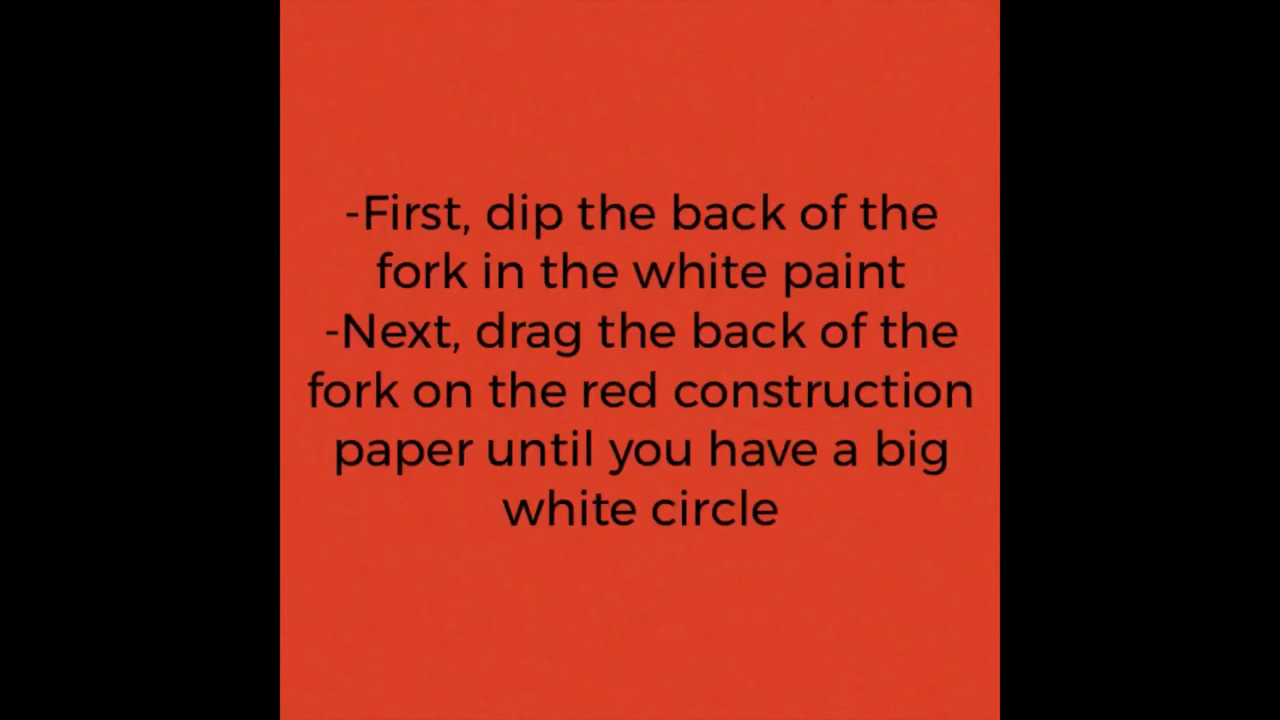 -First, dip the back of the
fork in the white paint
-Next, drag the back of the
fork on the red construction
paper until you have a big
white circle